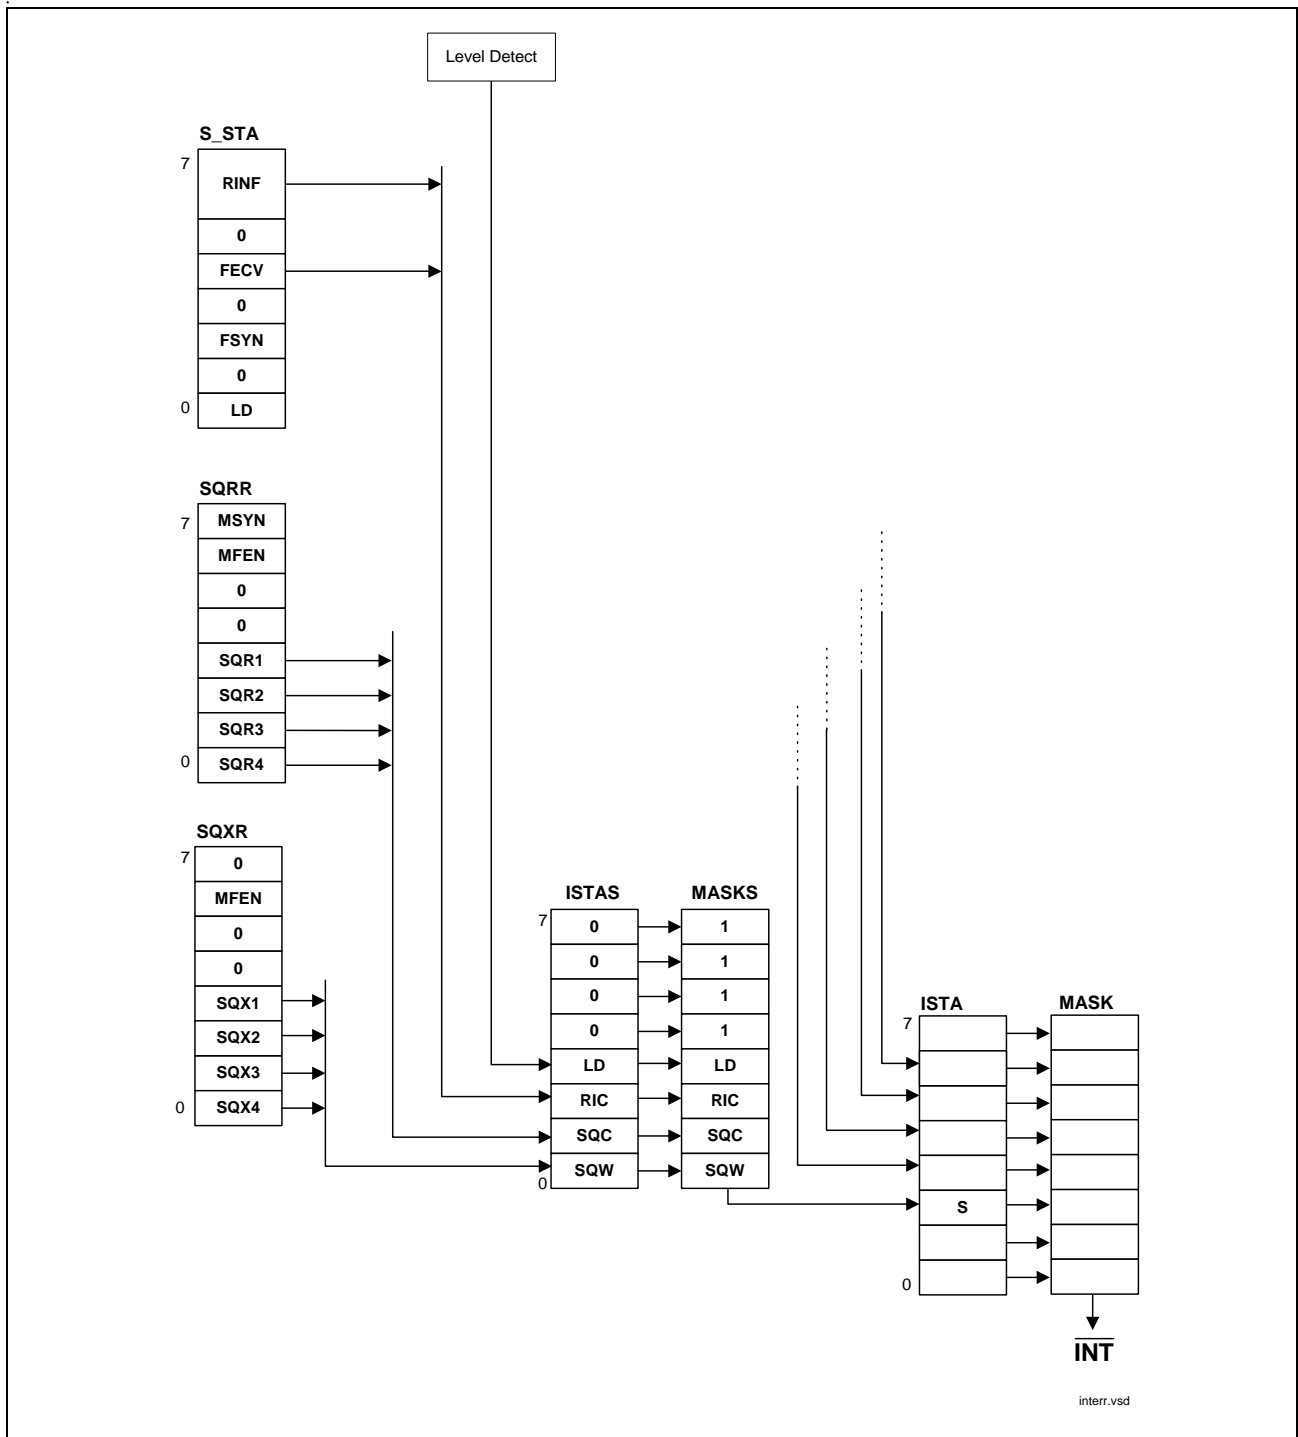 Level Detect
S_STA
7
RINF
0
FECV
0
FSYN
0
0 LD
SQRR
7 MSYN
MFEN
0
0
SQR1
SQR2
SQR3
0 SQR4
SQXR
7 0
MFEN
0
0
SQX1
SQX2
SQX3
0 SQX4
ISTAS MASKS
7 0 1
0 1
0 1
0 1
LD LD
RIC RIC
SQC SQC
SQW SQW
0
ISTA MASK
7
S
0
INT
interr.vsd